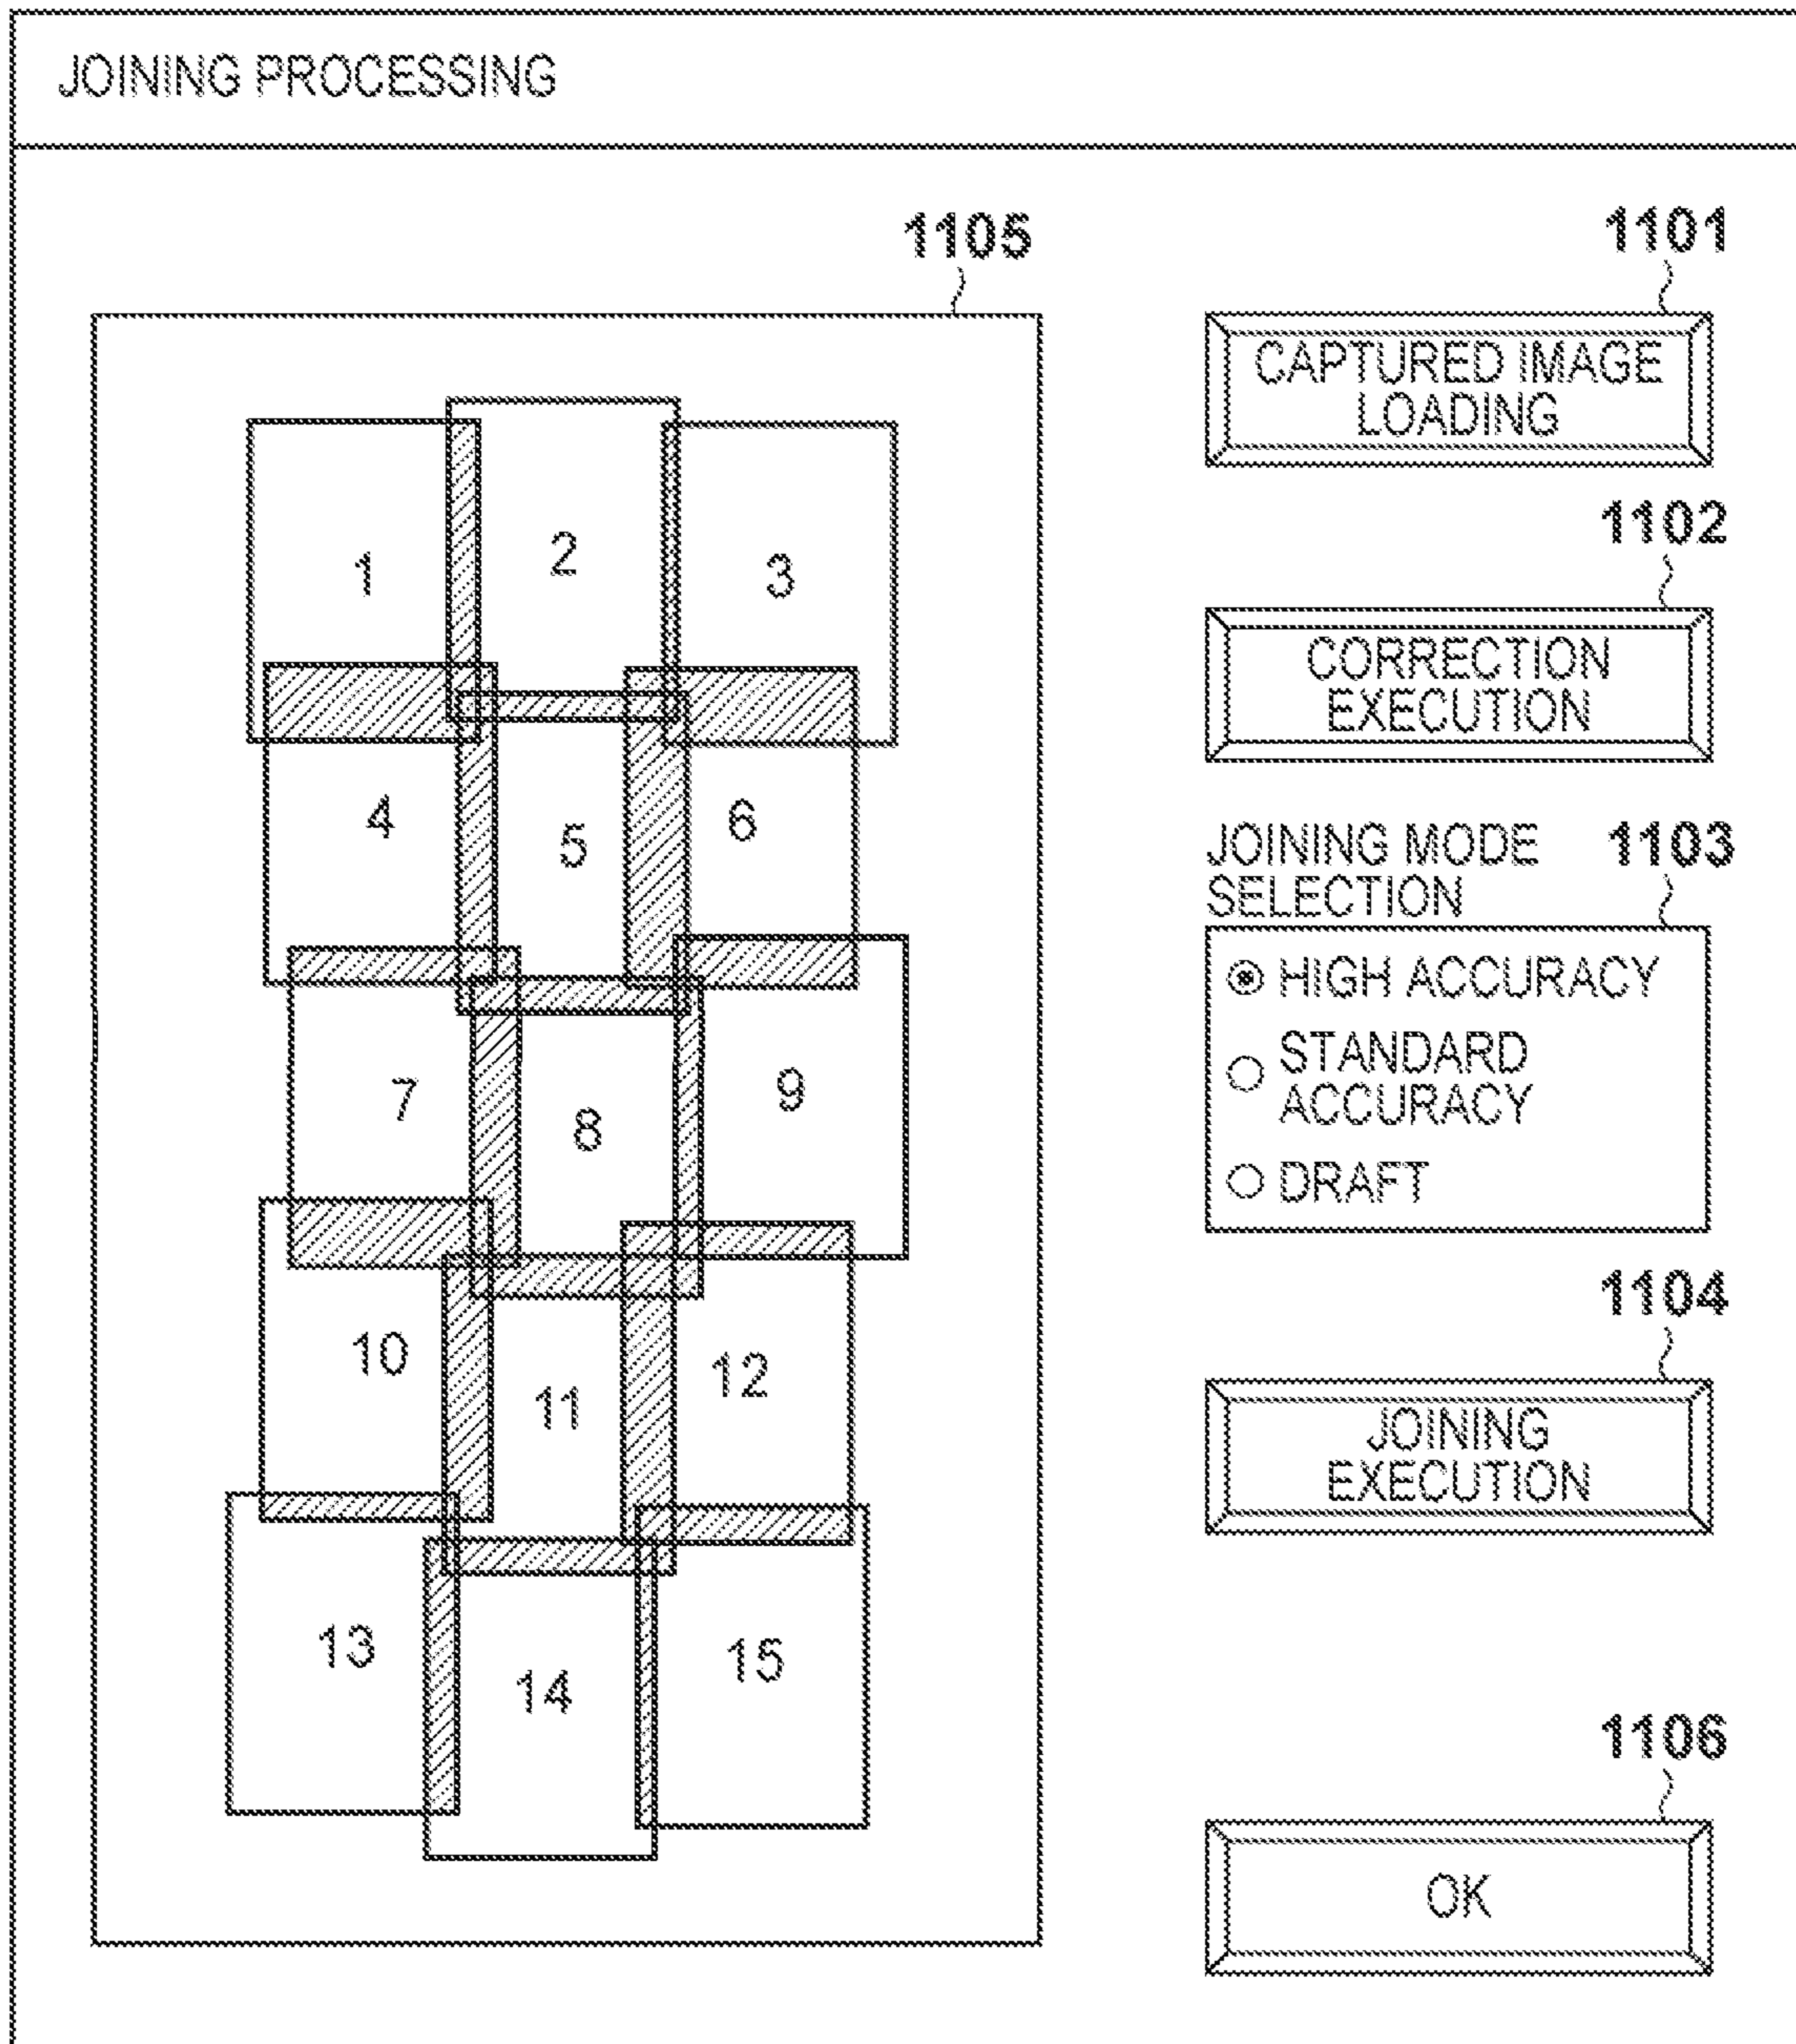 JOINING PROCESSING
1105
1
2
3
4
5
6
7
8
9
10
11
12
13
14
15
1101
CAPTURED IMAGE
LOADING
1102
CORRECTION
EXECUTION
JOINING MODE
SELECTION
1103
HIGH ACCURACY
STANDARD
ACCURACY
DRAFT
1104
JOINING
EXECUTION
1106
OK